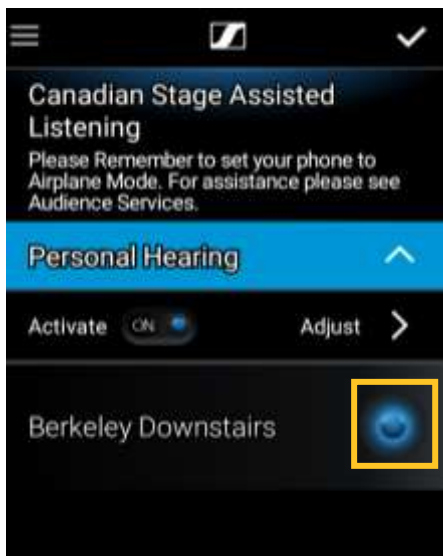 Canadian Stage Assisted
Listening
Please Remember to set your phone to
Airplane Mode. For assistance please see
Audience Services.
Personal Hearing
Activate ON Adjust
Berkeley Downstairs